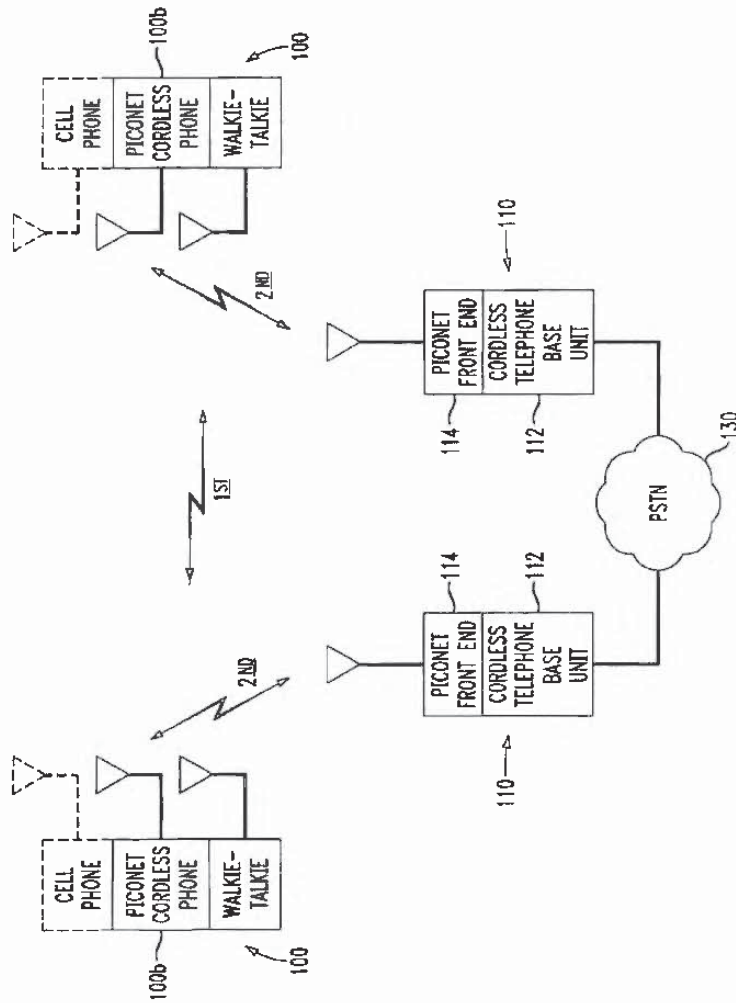 CELL
PHONE
PICONET
CORDLESS
PHONE
WALKIE-
TALKIE
100b
100
CELL
PHONE
PICONET
CORDLESS
PHONE
WALKIE-
TALKIE
100b
100
1ST
2ND
2ND
110
PICONET
FRONT END
CORDLESS
TELEPHONE
BASE
UNIT
114
112
110
PICONET
FRONT END
CORDLESS
TELEPHONE
BASE
UNIT
114
112
PSTN
130